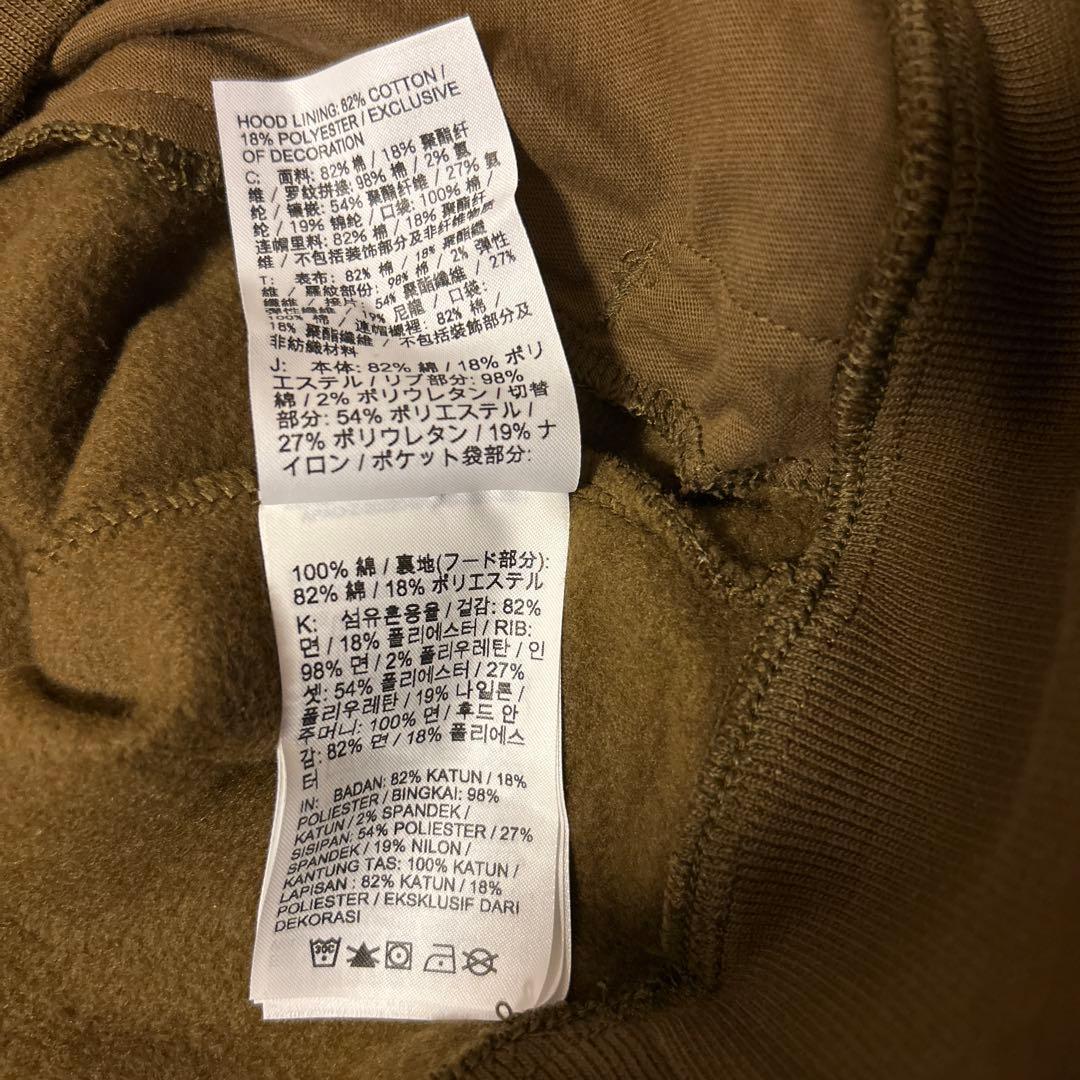 HOOD LINING: 82% COTTON /
18% POLYESTER / EXCLUSIVE
OF DECORATION
C: 面料: 82% 棉 / 18% 聚酯纤
维 / 罗纹拼接: 98% 棉 / 2% 氨
纶 / 镶嵌: 54% 聚酯纤维 / 27% 氨
纶 / 19% 锦纶 / 口袋: 100% 棉 /
连帽里料: 82% 棉 / 18% 聚酯纤
维 / 不包括装饰部分及非纤维物质
T: 表布: 82% 棉 / 18% 聚酯纖
維 / 羅紋部份: 98% 棉 / 2% 彈性
纖維 / 接片: 54% 聚酯纖維 / 27%
彈性纖維 / 19% 尼龍 / 口袋:
100% 棉 / 連帽襯裡: 82% 棉 /
18% 聚酯纖維 / 不包括裝飾部分及
非紡織材料
J: 本体: 82% 綿 / 18% ポリ
エステル / リブ部分: 98%
綿 / 2% ポリウレタン / 切替
部分: 54% ポリエステル /
27% ポリウレタン / 19% ナ
イロン / ポケット袋部分:
100% 綿 / 裏地(フード部分):
82% 綿 / 18% ポリエステル
K: 섬유혼용율 / 겉감: 82%
면 / 18% 폴리에스터 / RIB:
98% 면 / 2% 폴리우레탄 / 인
셋: 54% 폴리에스터 / 27%
폴리우레탄 / 19% 나일론 /
주머니: 100% 면 / 후드 안
감: 82% 면 / 18% 폴리에스
터
IN: BADAN: 82% KATUN / 18%
POLIESTER / BINGKAI: 98%
KATUN / 2% SPANDEK /
SISIPAN: 54% POLIESTER / 27%
SPANDEK / 19% NILON /
KANTUNG TAS: 100% KATUN /
LAPISAN : 82% KATUN / 18%
POLIESTER / EKSKLUSIF DARI
DEKORASI
30C